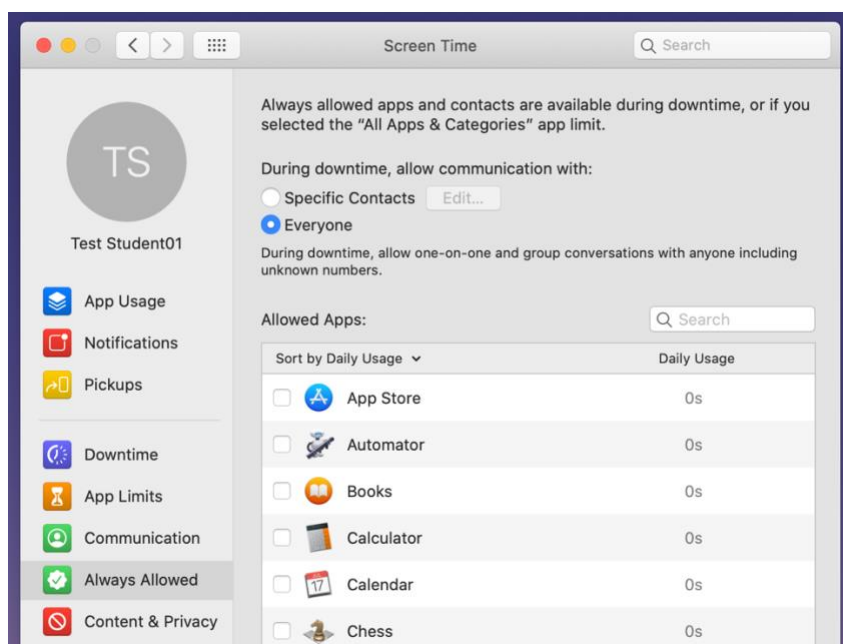 Screen Time
Search
TS
Test Student01
App Usage
Notifications
Pickups
Downtime
App Limits
Communication
Always Allowed
Content & Privacy
Always allowed apps and contacts are available during downtime, or if you
selected the “All Apps & Categories” app limit.
During downtime, allow communication with:
Specific Contacts Edit...
Everyone
During downtime, allow one-on-one and group conversations with anyone including
unknown numbers.
Allowed Apps: Search
Sort by Daily Usage Daily Usage
App Store 0s
Automator 0s
Books 0s
Calculator 0s
17
Calendar 0s
Chess 0s